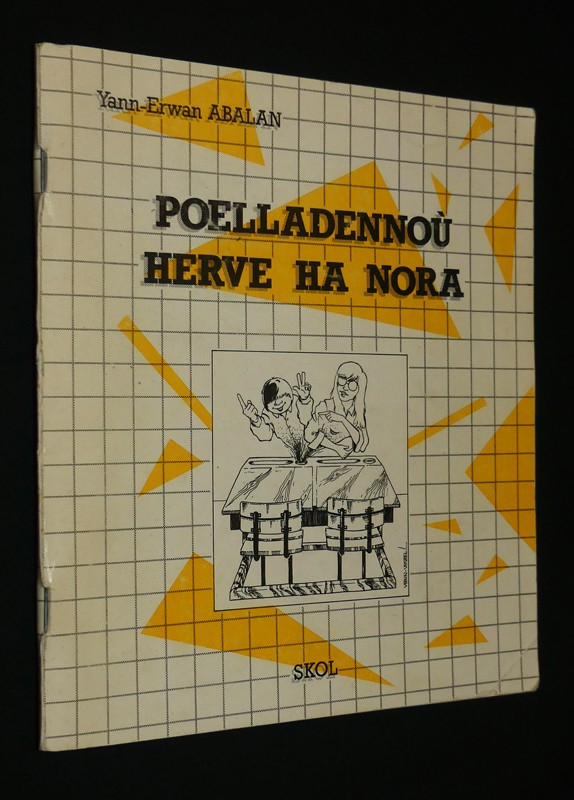 Yann-Erwan ABALAN
POELLADENNOÙ
HERVE HA NORA
SKOL